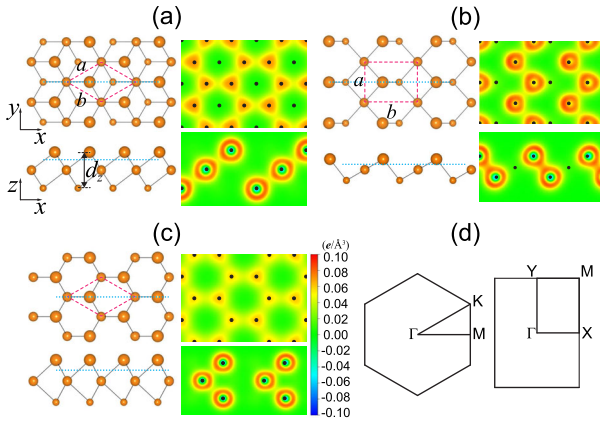 (a)
(b)
a
b
y
x
d_z
z
x
a
b
(c)
(d)
(e/Å³)
0.10
0.08
0.06
0.04
0.02
0.00
-0.02
-0.04
-0.06
-0.08
-0.10
K
Γ
M
Y
M
Γ
X